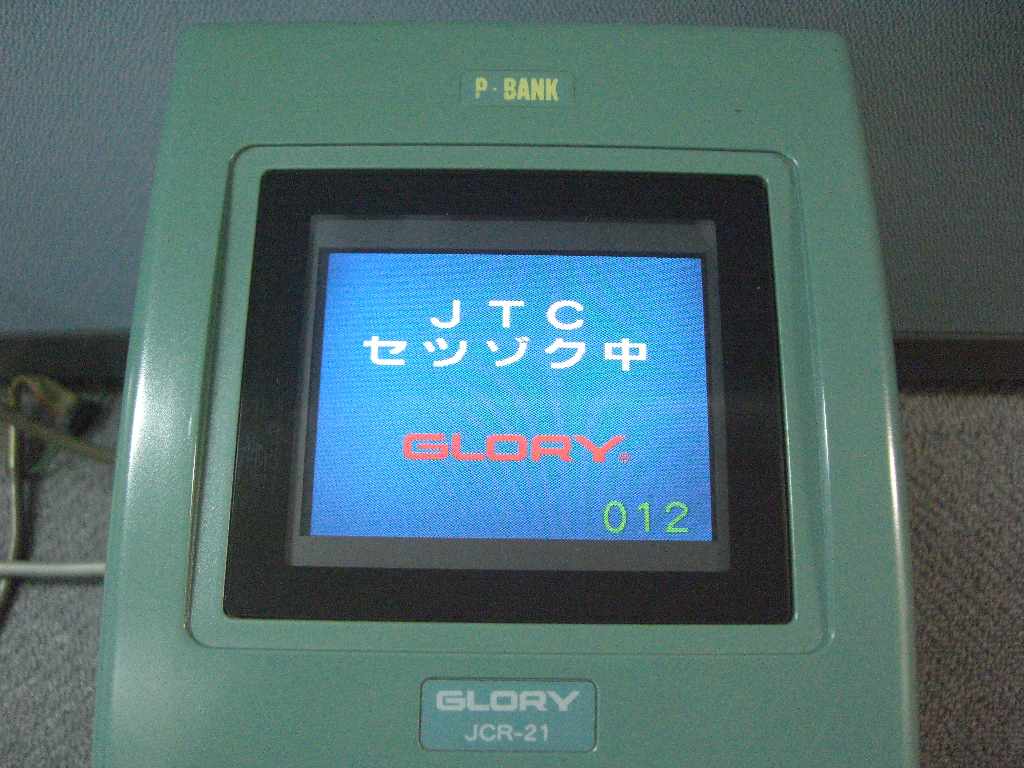 P-BANK
JTC
セツゾク中
GLORY
012
GLORY
JCR-21